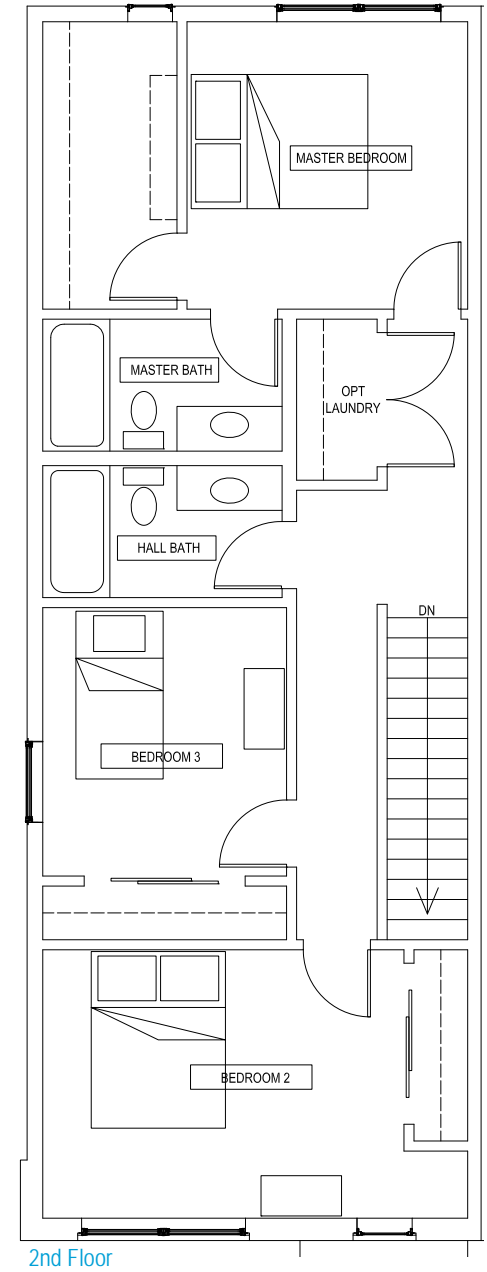 MASTER BEDROOM
MASTER BATH
OPT
LAUNDRY
HALL BATH
DN
BEDROOM 3
BEDROOM 2
2nd Floor